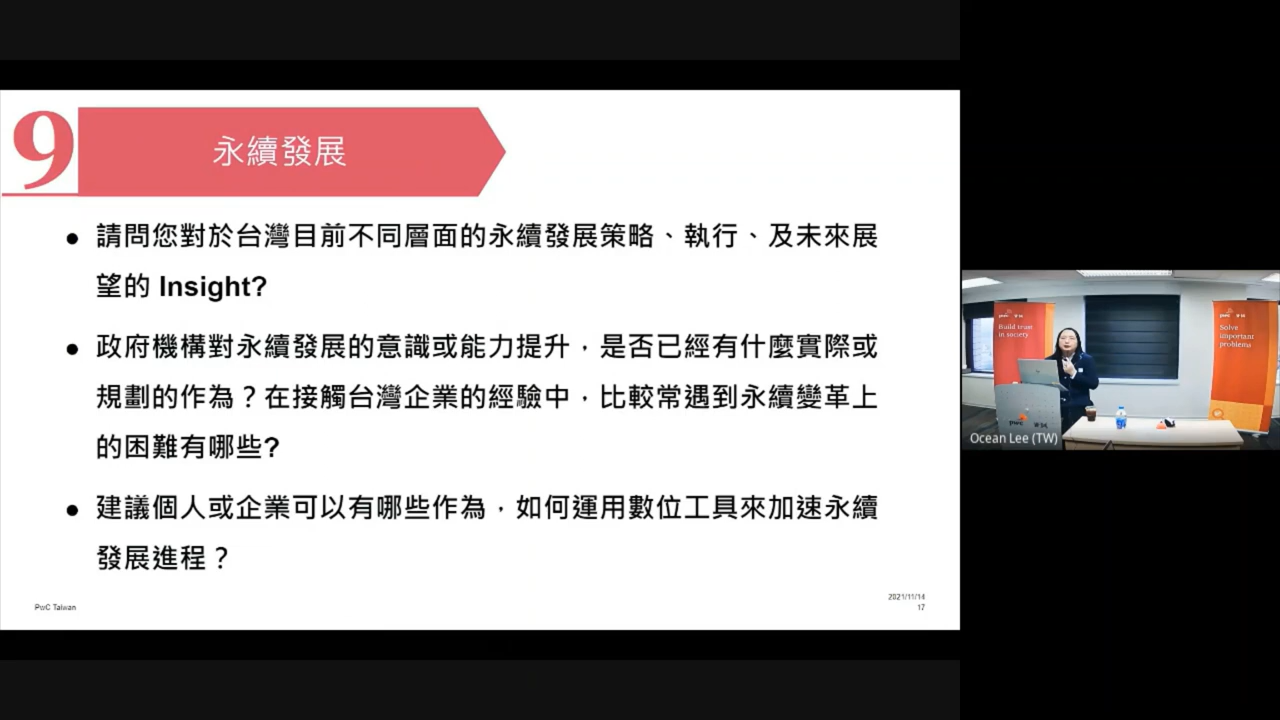 9
永續發展
● 請問您對於台灣目前不同層面的永續發展策略、執行、及未來展
望的 Insight?
● 政府機構對永續發展的意識或能力提升，是否已經有什麼實際或
規劃的作為？在接觸台灣企業的經驗中，比較常遇到永續變革上
的困難有哪些?
● 建議個人或企業可以有哪些作為，如何運用數位工具來加速永續
發展進程？
PwC Taiwan
2021/11/14
17
pwc
Build trust
in society
pwc
Solve
important
problems
pwc
Ocean Lee (TW)